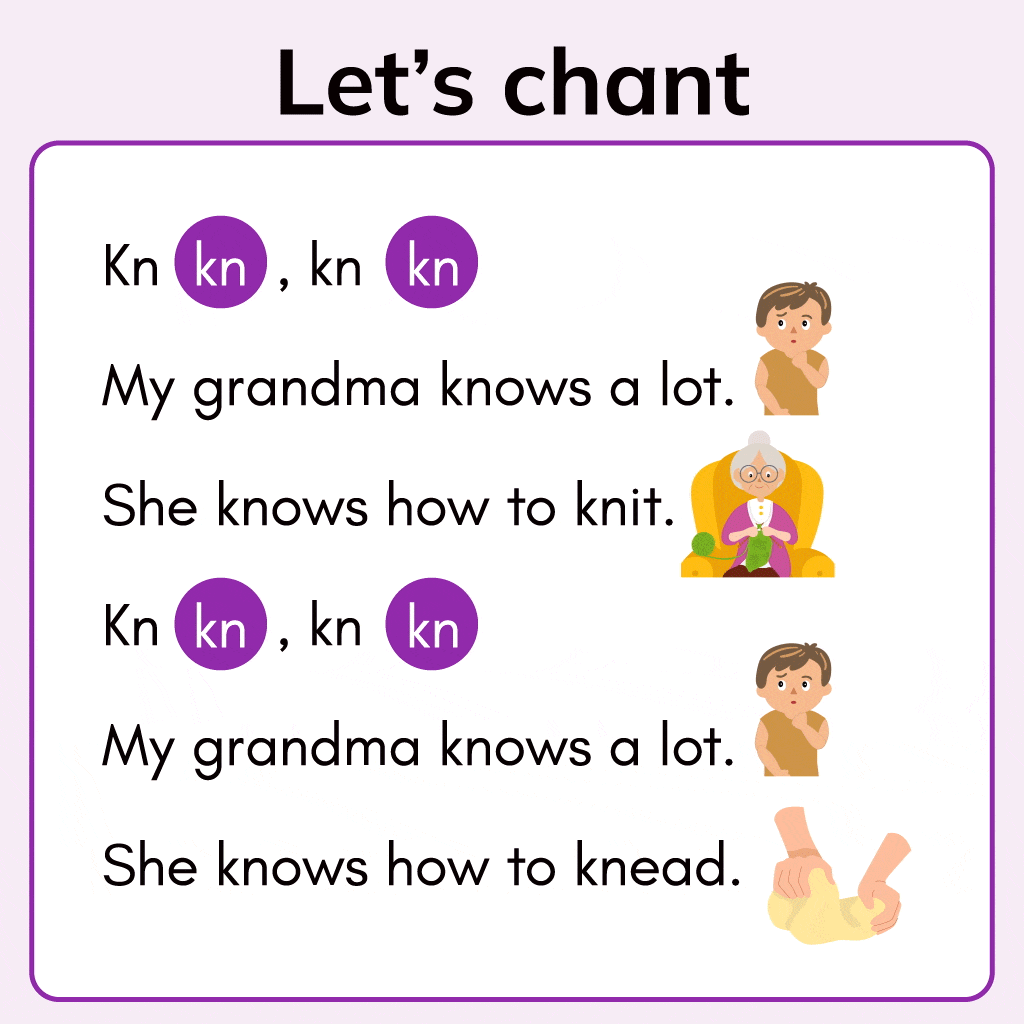 Let’s chant
Kn kn , kn kn
My grandma knows a lot.
She knows how to knit.
Kn kn , kn kn
My grandma knows a lot.
She knows how to knead.